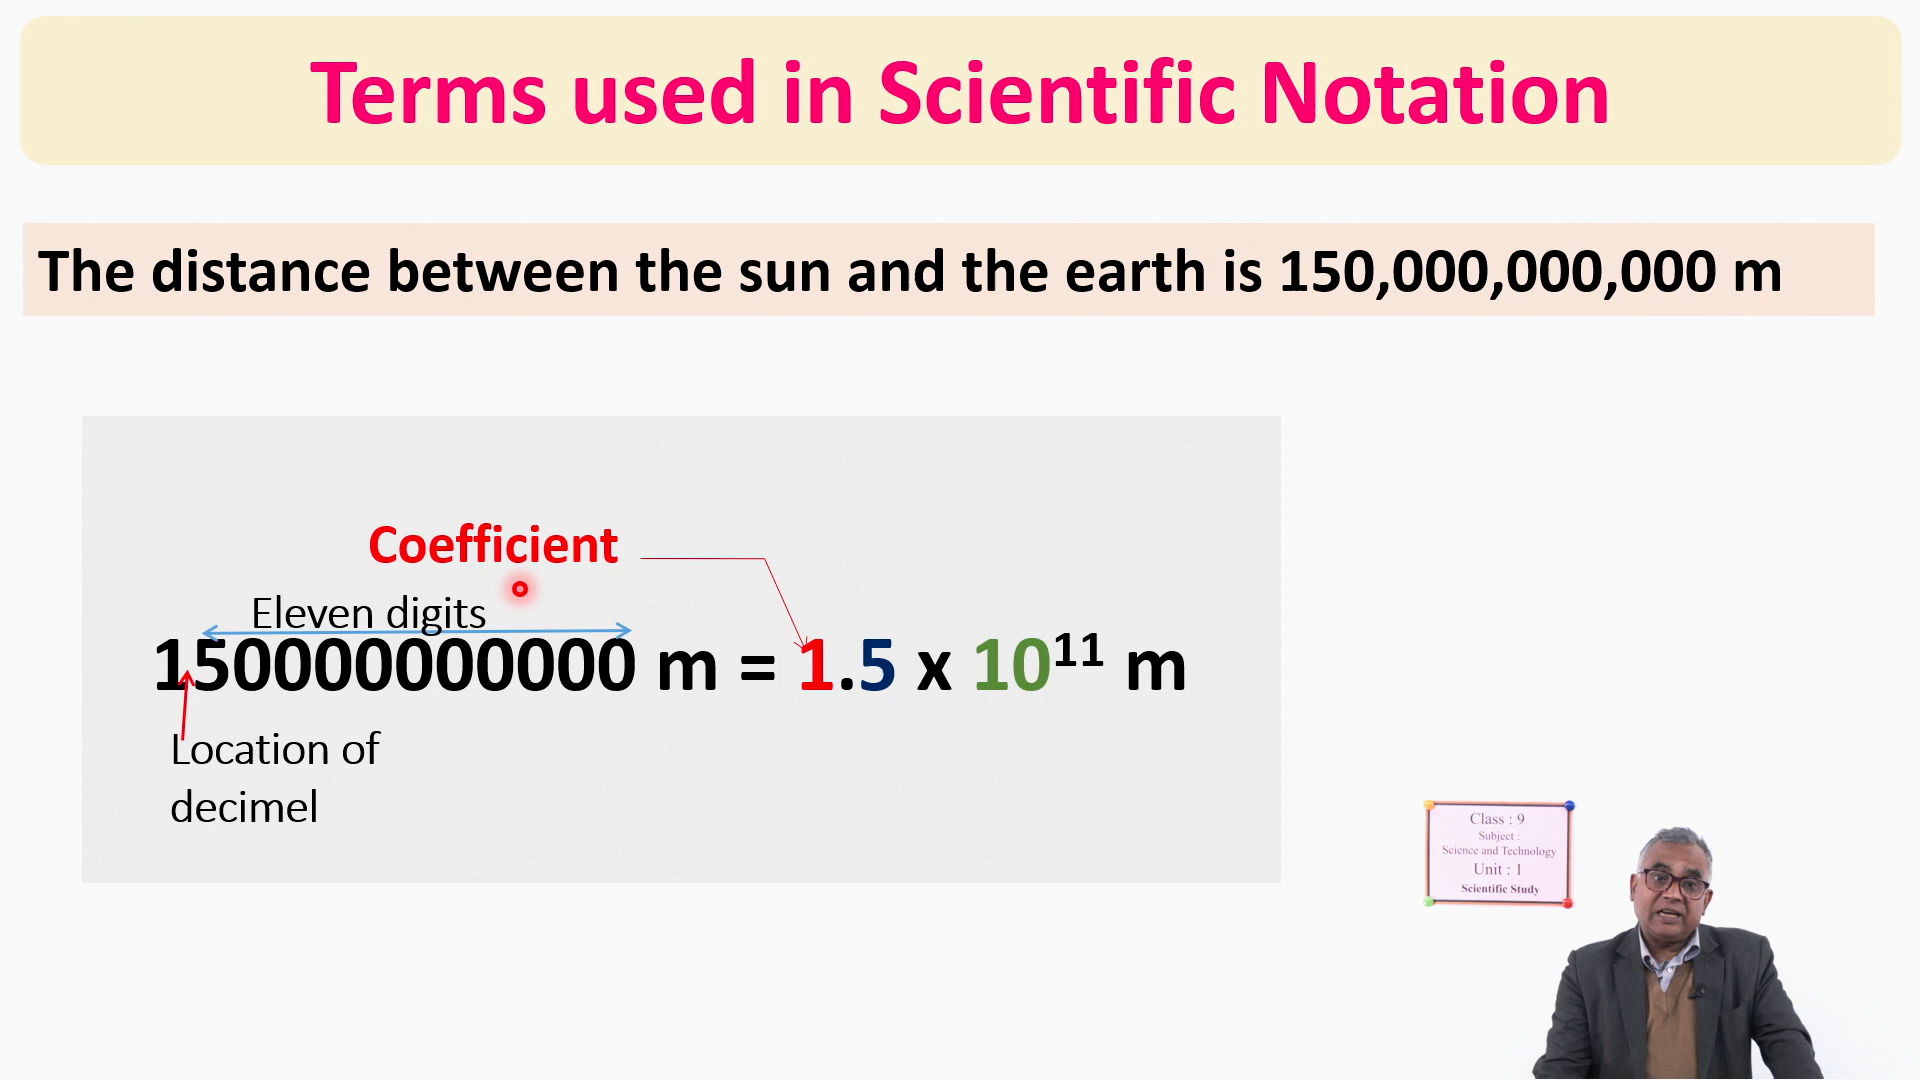 Terms used in Scientific Notation
The distance between the sun and the earth is 150,000,000,000 m
Coefficient
Eleven digits
150000000000 m = 1.5 x 10¹¹ m
Location of
decimel
Class : 9
Subject :
Science and Technology
Unit : 1
Scientific Study